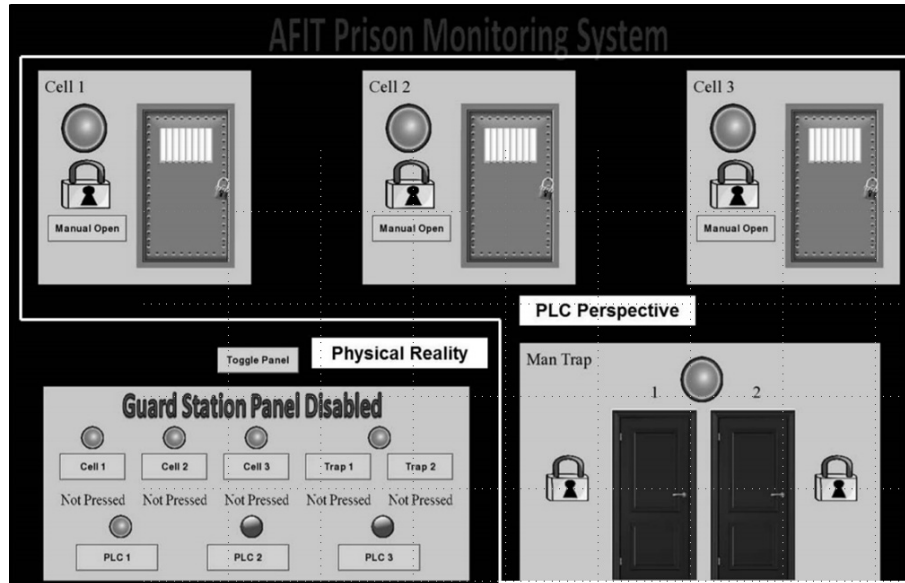 AFIT Prison Monitoring System
Cell 1
Cell 2
Cell 3
Manual Open
Manual Open
Manual Open
PLC Perspective
Toggle Panel
Physical Reality
Man Trap
1
2
Guard Station Panel Disabled
Cell 1
Cell 2
Cell 3
Trap 1
Trap 2
Not Pressed
Not Pressed
Not Pressed
Not Pressed
Not Pressed
PLC 1
PLC 2
PLC 3